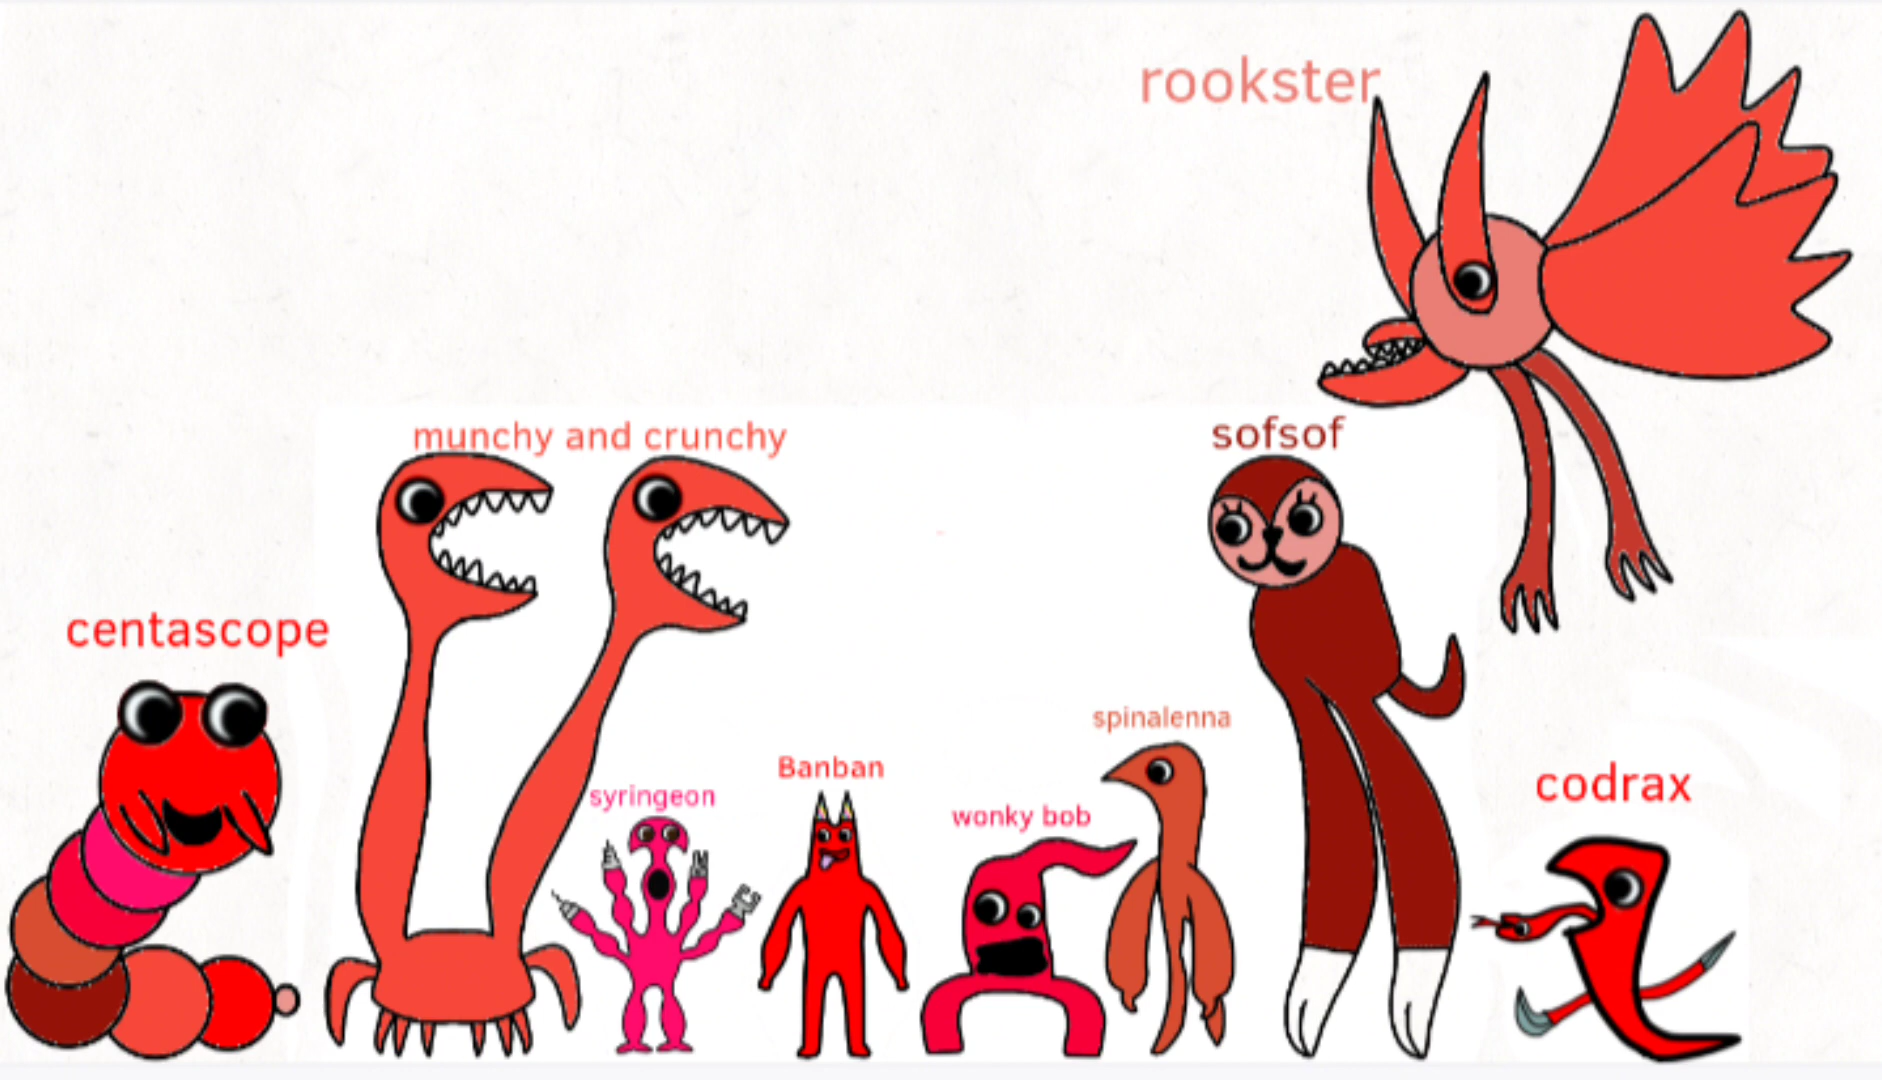 rookster
munchy and crunchy
sofsof
centascope
spinalenna
Banban
codrax
syringeon
wonky bob